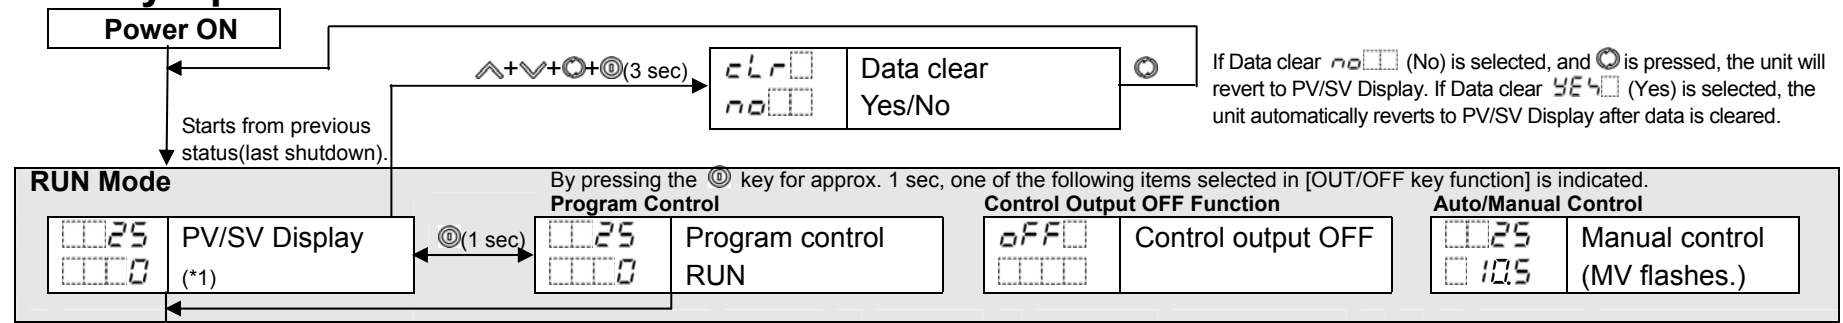 Power ON
+ + + (3 sec)
cLr Data clear
no Yes/No
If Data clear no (No) is selected, and is pressed, the unit will
revert to PV/SV Display. If Data clear YES (Yes) is selected, the
unit automatically reverts to PV/SV Display after data is cleared.
Starts from previous
status(last shutdown).
RUN Mode
By pressing the key for approx. 1 sec, one of the following items selected in [OUT/OFF key function] is indicated.
Program Control
Control Output OFF Function
Auto/Manual Control
25 PV/SV Display
0 (*1)
(1 sec)
25 Program control
0 RUN
oFF Control output OFF
25 Manual control
10.5 (MV flashes.)